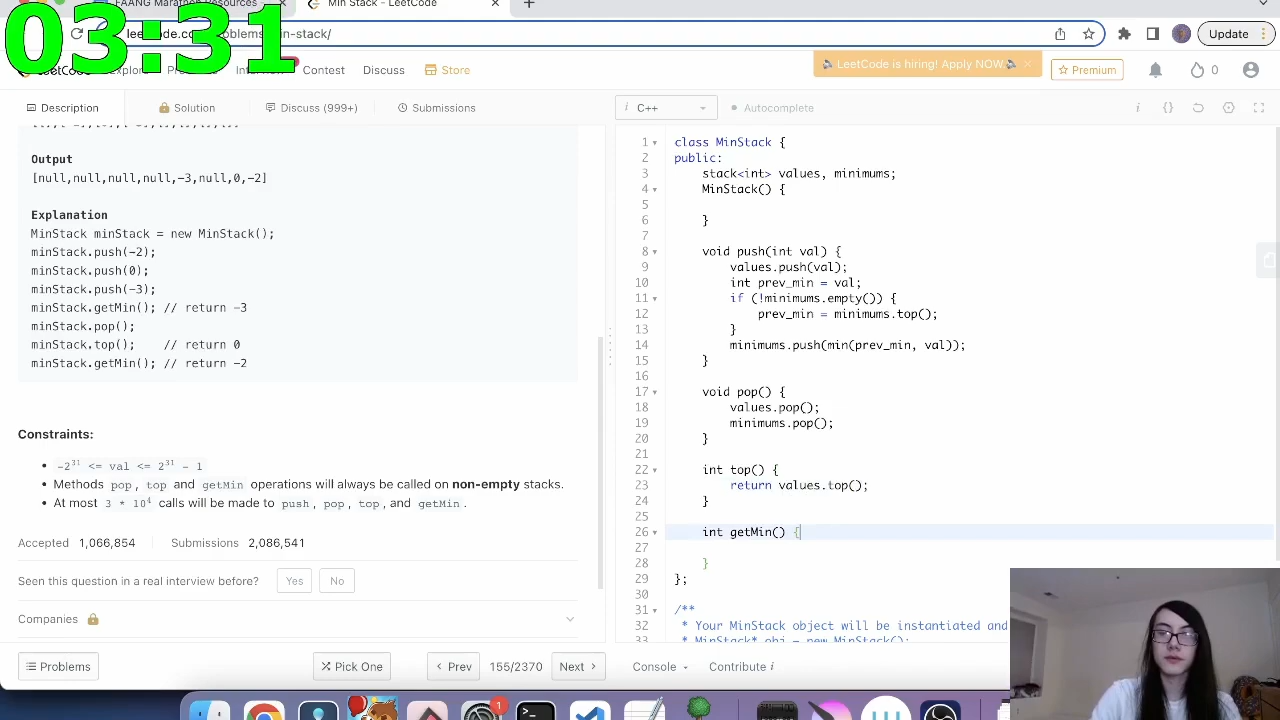 FAANG Marathon Resources
Min Stack - LeetCode
03:31
leetcode.co
oblems
in-stack/
Update
Explore
Contest
Discuss
Store
LeetCode is hiring! Apply NOW.
Premium
0
Description
Solution
Discuss (999+)
Submissions
i C++
Autocomplete
Output
[null,null,null,null,-3,null,0,-2]
Explanation
MinStack minStack = new MinStack();
minStack.push(-2);
minStack.push(0);
minStack.push(-3);
minStack.getMin(); // return -3
minStack.pop();
minStack.top();    // return 0
minStack.getMin(); // return -2
Constraints:
-2^31 <= val <= 2^31 - 1
Methods pop, top and getMin operations will always be called on non-empty stacks.
At most 3 * 10^4 calls will be made to push, pop, top, and getMin.
Accepted 1,066,854 Submissions 2,086,541
Seen this question in a real interview before? Yes No
Companies
Problems
Pick One
Prev
155/2370
Next
1 class MinStack {
2 public:
3     stack<int> values, minimums;
4     MinStack() {
5
6     }
7
8     void push(int val) {
9         values.push(val);
10         int prev_min = val;
11         if (!minimums.empty()) {
12             prev_min = minimums.top();
13         }
14         minimums.push(min(prev_min, val));
15     }
16
17     void pop() {
18         values.pop();
19         minimums.pop();
20     }
21
22     int top() {
23         return values.top();
24     }
25
26     int getMin() {
27
28     }
29 };
30
31 /**
32  * Your MinStack object will be instantiated and
33  * MinStack* obj = new MinStack();
Console
Contribute i
1